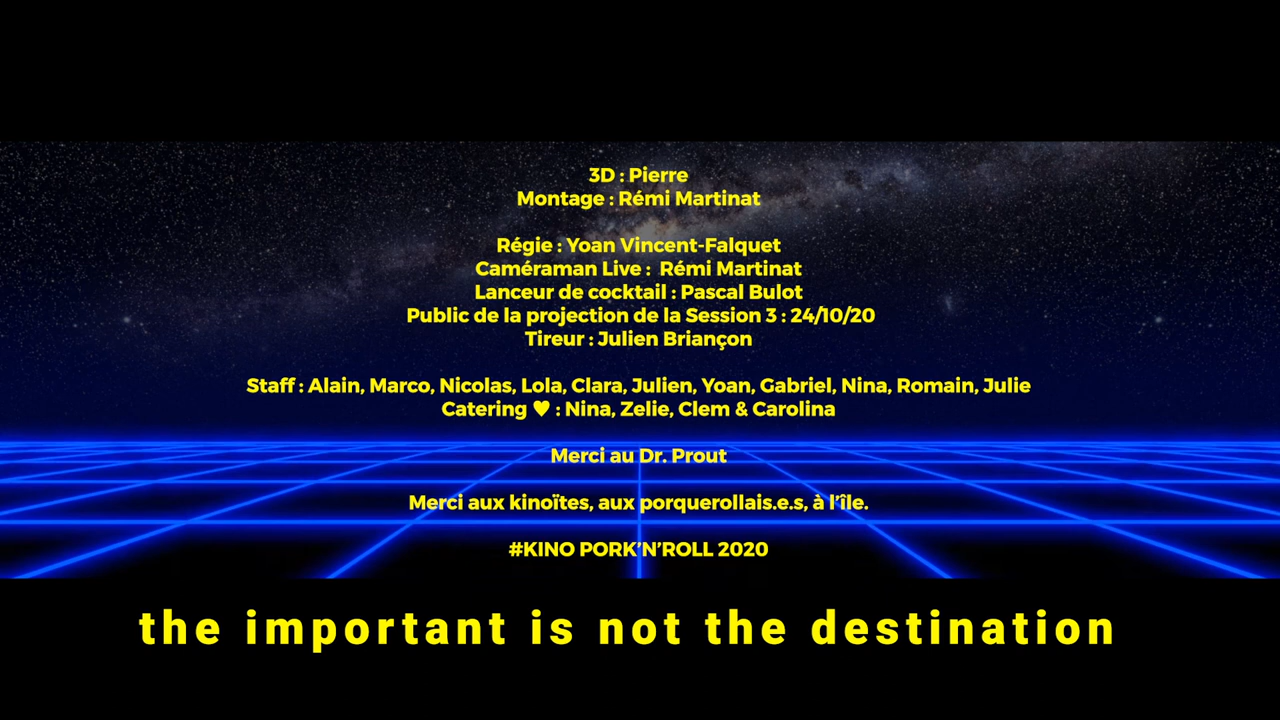 3D : Pierre
Montage : Rémi Martinat
Régie : Yoan Vincent-Falquet
Caméraman Live :  Rémi Martinat
Lanceur de cocktail : Pascal Bulot
Public de la projection de la Session 3 : 24/10/20
Tireur : Julien Briançon
Staff : Alain, Marco, Nicolas, Lola, Clara, Julien, Yoan, Gabriel, Nina, Romain, Julie
Catering ♥ : Nina, Zelie, Clem & Carolina
Merci au Dr. Prout
Merci aux kinoïtes, aux porquerollais.e.s, à l’île.
#KINO PORK’N’ROLL 2020
the important is not the destination